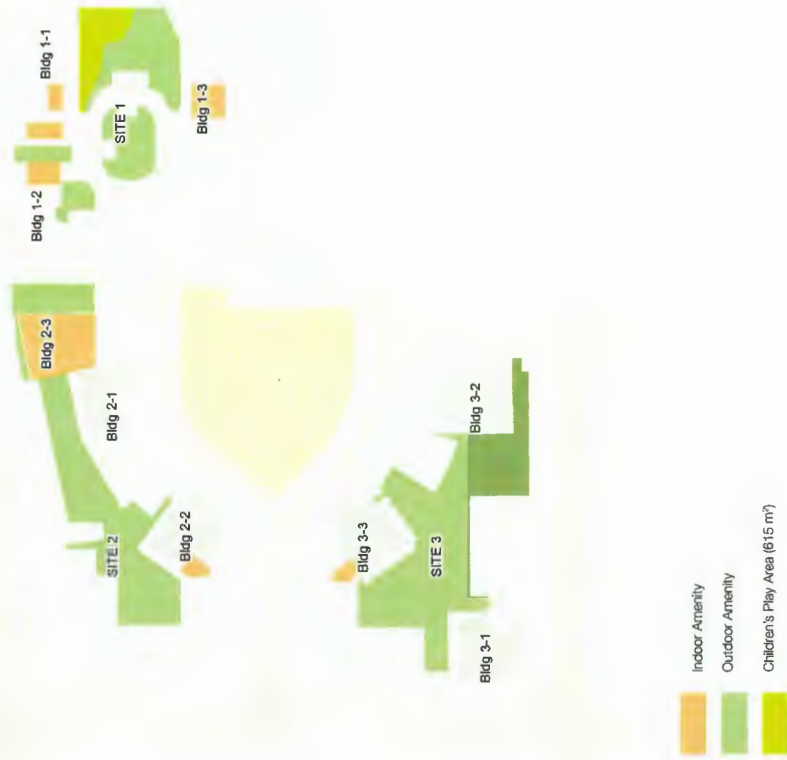 Bldg 1-1
Bldg 1-2
SITE 1
Bldg 1-3
Bldg 2-3
Bldg 2-1
SITE 2
Bldg 2-2
Bldg 3-2
Bldg 3-3
SITE 3
Bldg 3-1
Indoor Amenity
Outdoor Amenity
Children's Play Area (615 m²)